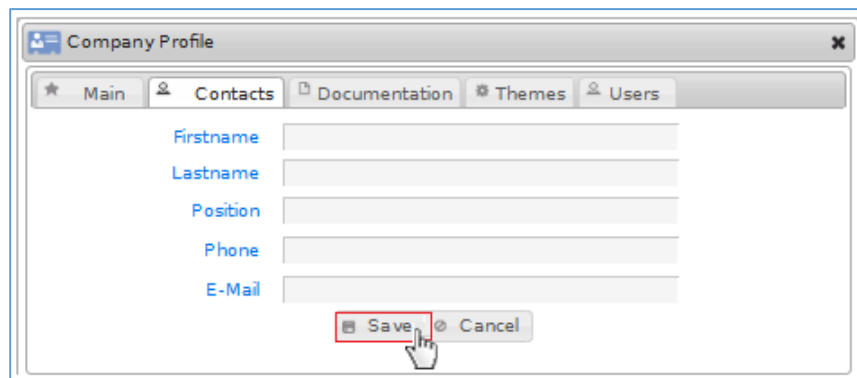 Company Profile
Main Contacts Documentation Themes Users
Firstname
Lastname
Position
Phone
E-Mail
Save Cancel